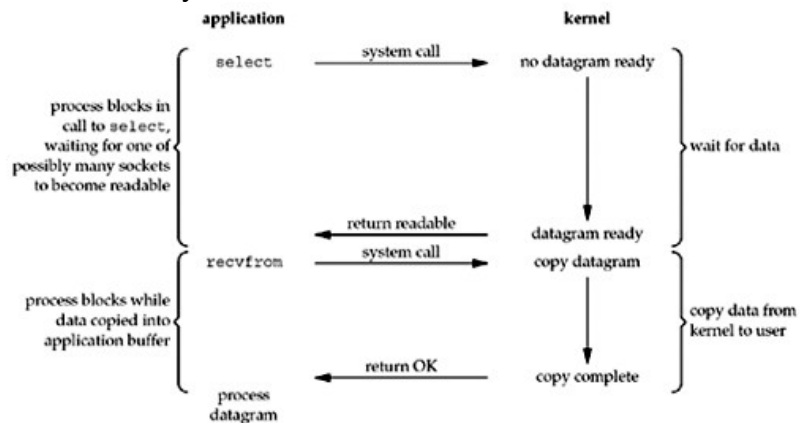 application kernel
select system call no datagram ready
process blocks in
call to select,
waiting for one of
possibly many sockets
to become readable
wait for data
return readable datagram ready
recvfrom system call copy datagram
process blocks while
data copied into
application buffer
copy data from
kernel to user
return OK copy complete
process
datagram